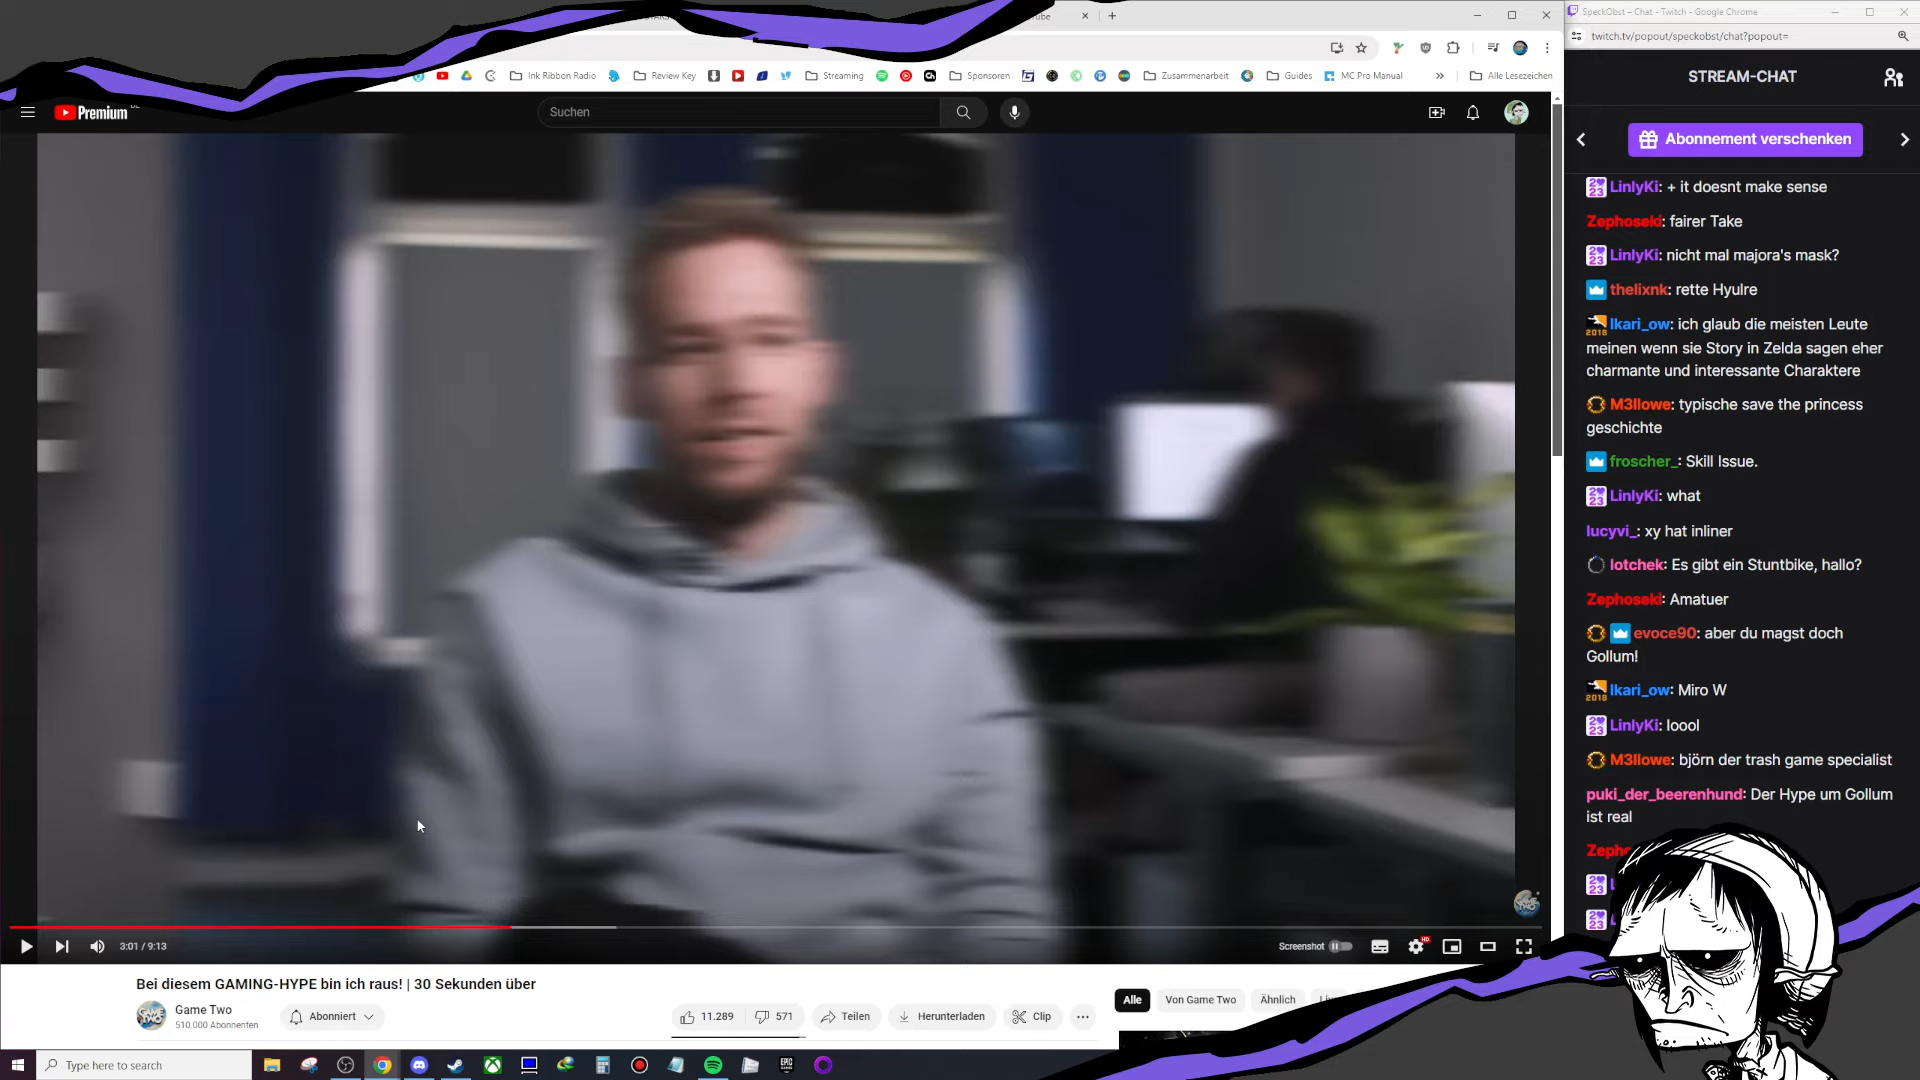 SpeckObst – Chat - Twitch - Google Chrome
twitch.tv/popout/speckobst/chat?popout=
Ink Ribbon Radio
Review Key
Streaming
Sponsoren
Zusammenarbeit
Guides
MC Pro Manual
»
Alle Lesezeichen
Premium
Suchen
STREAM-CHAT
Abonnement verschenken
LinlyKi: + it doesnt make sense
Zephoseki: fairer Take
LinlyKi: nicht mal majora's mask?
thelixnk: rette Hyulre
Ikari_ow: ich glaub die meisten Leute
meinen wenn sie Story in Zelda sagen eher
charmante und interessante Charaktere
M3llowe: typische save the princess
geschichte
froscher_: Skill Issue.
LinlyKi: what
lucyvi_: xy hat inliner
lotchek: Es gibt ein Stuntbike, hallo?
Zephoseki: Amatuer
evoce90: aber du magst doch
Gollum!
Ikari_ow: Miro W
LinlyKi: loool
M3llowe: björn der trash game specialist
puki_der_beerenhund: Der Hype um Gollum
ist real
3:01 / 9:13
Screenshot
HD
Bei diesem GAMING-HYPE bin ich raus! | 30 Sekunden über
Game Two
510.000 Abonnenten
Abonniert
11.289
571
Teilen
Herunterladen
Clip
Alle
Von Game Two
Ähnlich
Type here to search